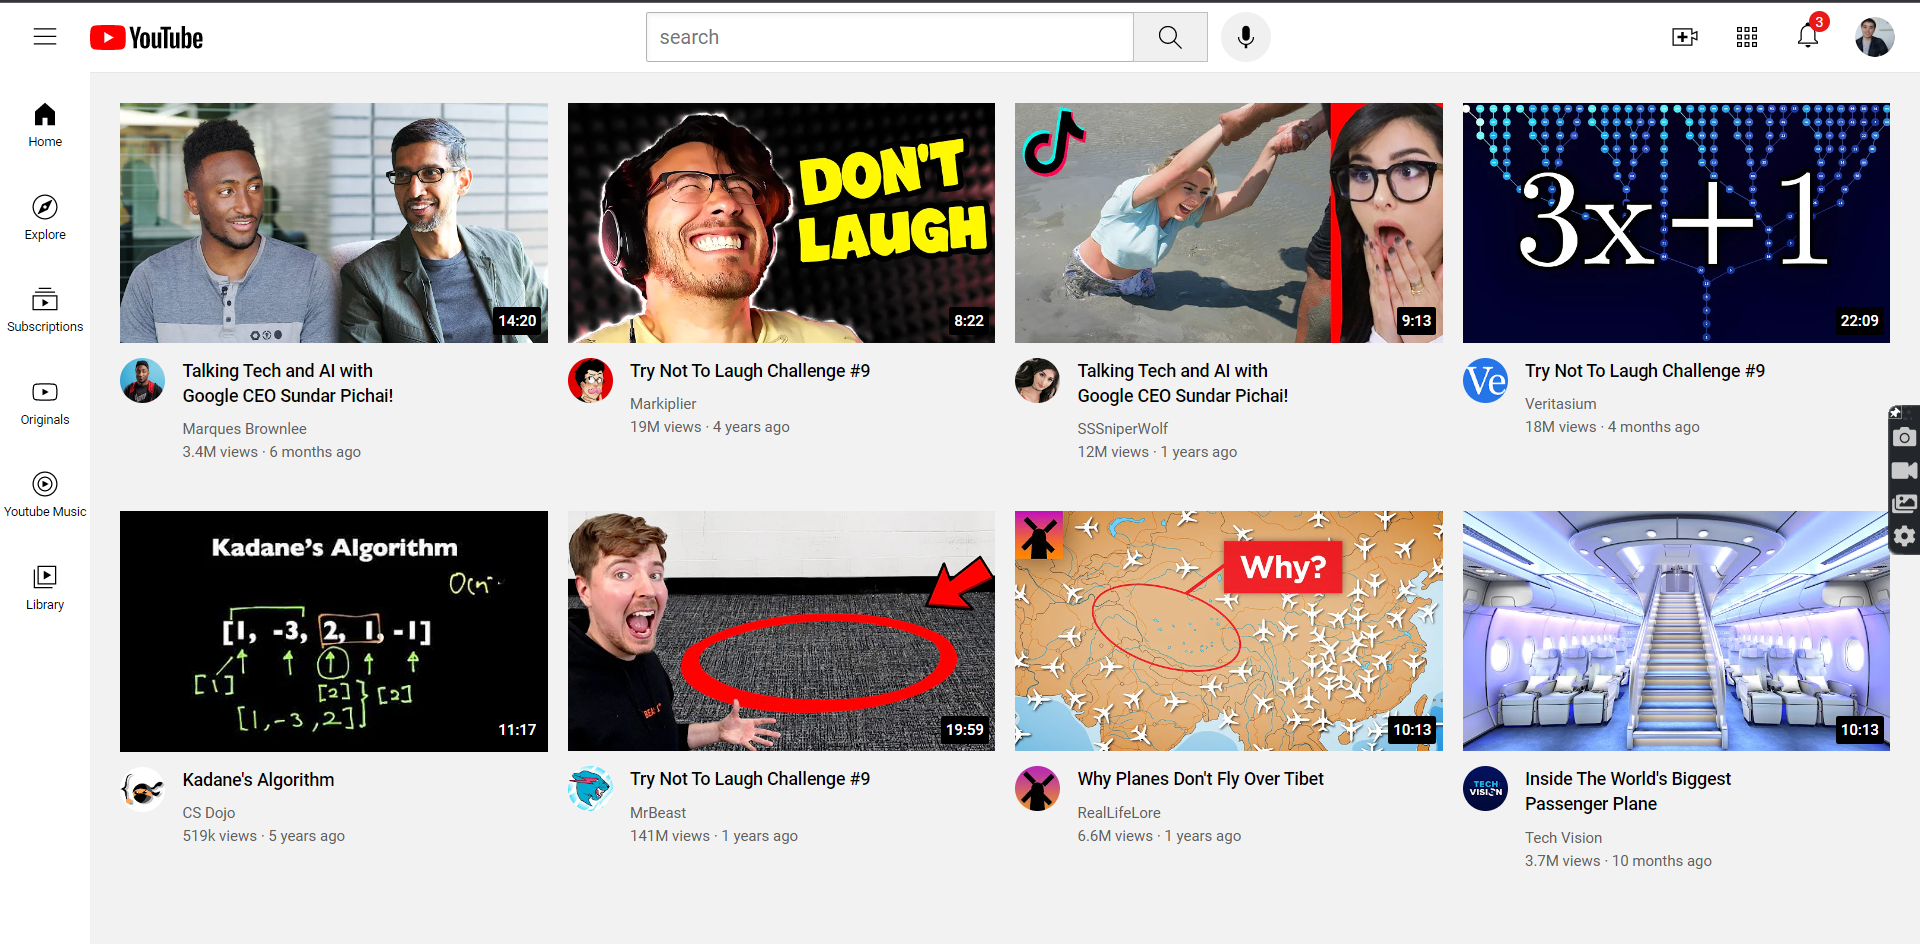 YouTube
search
3
Home
Explore
Subscriptions
Originals
Youtube Music
Library
14:20
Talking Tech and AI with
Google CEO Sundar Pichai!
Marques Brownlee
3.4M views · 6 months ago
DON'T
LAUGH
8:22
Try Not To Laugh Challenge #9
Markiplier
19M views · 4 years ago
9:13
Talking Tech and AI with
Google CEO Sundar Pichai!
SSSniperWolf
12M views · 1 years ago
3x+1
22:09
Ve
Try Not To Laugh Challenge #9
Veritasium
18M views · 4 months ago
Kadane's Algorithm
[1, -3, 2, 1, -1]
[1]
[2]
[2]
[1,-3,2]
11:17
Kadane's Algorithm
CS Dojo
519k views · 5 years ago
19:59
Try Not To Laugh Challenge #9
MrBeast
141M views · 1 years ago
Why?
10:13
Why Planes Don't Fly Over Tibet
RealLifeLore
6.6M views · 1 years ago
10:13
TECH
VISION
Inside The World's Biggest
Passenger Plane
Tech Vision
3.7M views · 10 months ago